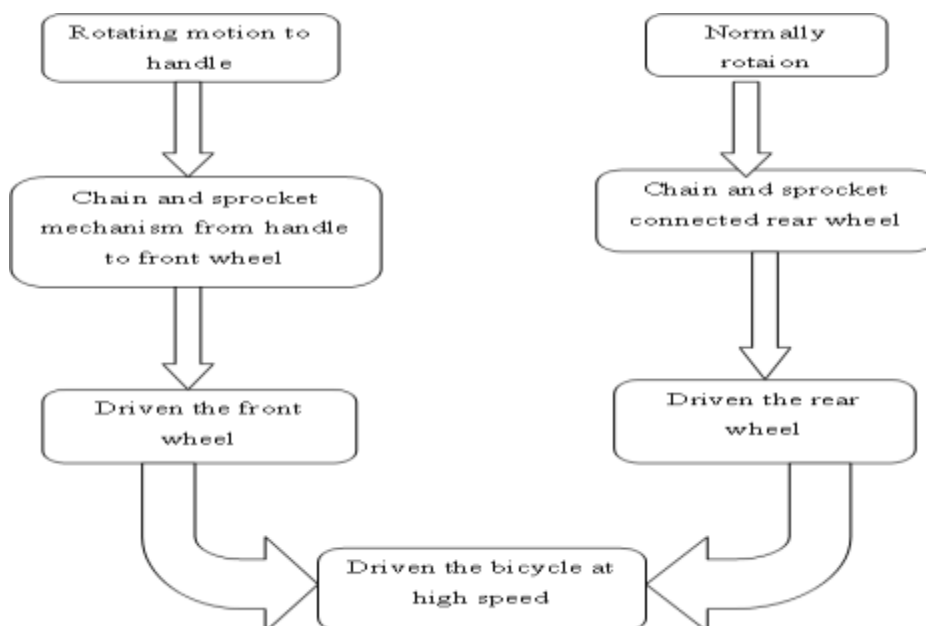 Rotating motion to
handle
Normally
rotaion
Chain and sprocket
mechanism from handle
to front wheel
Chain and sprocket
connected rear wheel
Driven the front
wheel
Driven the rear
wheel
Driven the bicycle at
high speed